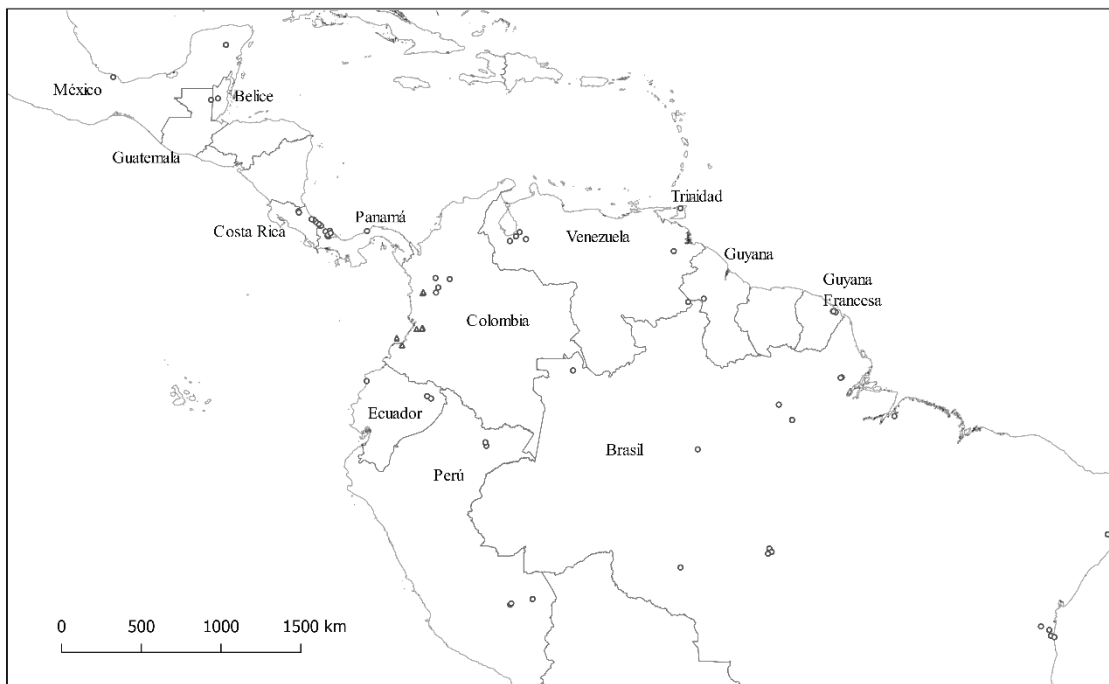 México
Belice
Guatemala
Trinidad
Costa Rica
Panamá
Venezuela
Guyana
Guyana
Francesa
Colombia
Ecuador
Brasil
Perú
0 500 1000 1500 km